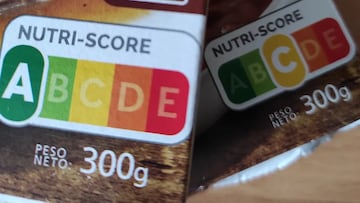 NUTRI-SCORE
A B C D E
PESO
NETO: 300g
NUTRI-SCORE
A B C D E
PESO
NETO: 300g